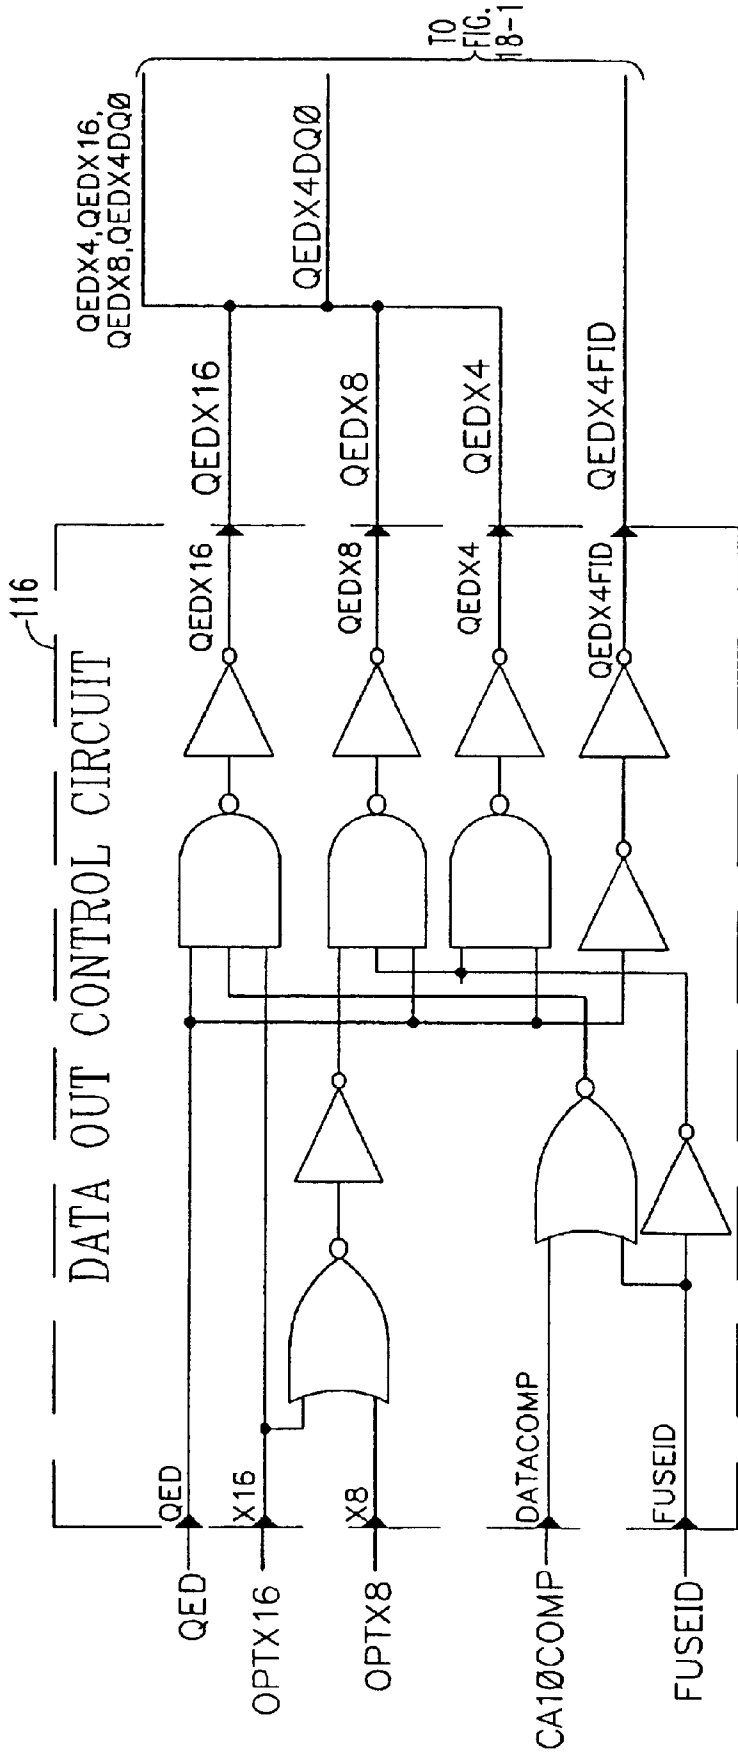 DATA OUT CONTROL CIRCUIT
116
QED
QED
OPTX16
X16
OPTX8
X8
CA10COMP
DATACOMP
FUSEID
FUSEID
QEDX16
QEDX16
QEDX8
QEDX8
QEDX4
QEDX4
QEDX4FID
QEDX4FID
QEDX4,QEDX16,
QEDX8,QEDX4DQ0
QEDX4DQ0
TO
FIG.
18-1